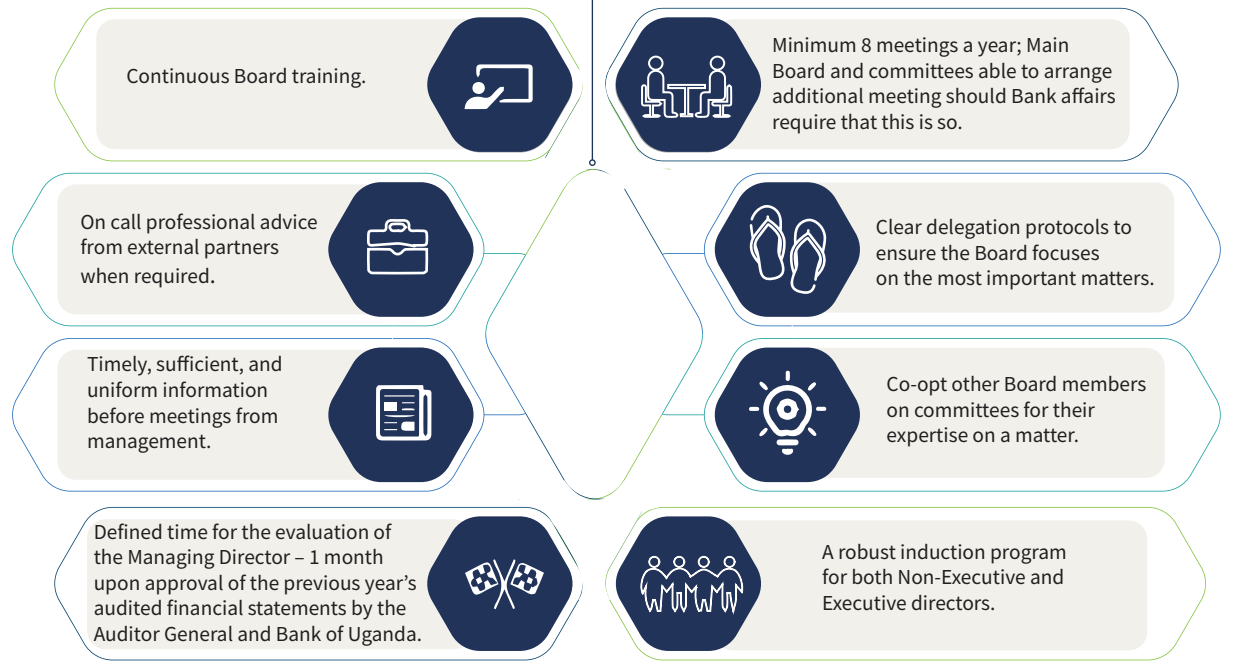 Continuous Board training.
Minimum 8 meetings a year; Main
Board and committees able to arrange
additional meeting should Bank affairs
require that this is so.
On call professional advice
from external partners
when required.
Clear delegation protocols to
ensure the Board focuses
on the most important matters.
Timely, sufficient, and
uniform information
before meetings from
management.
Co-opt other Board members
on committees for their
expertise on a matter.
Defined time for the evaluation of
the Managing Director – 1 month
upon approval of the previous year’s
audited financial statements by the
Auditor General and Bank of Uganda.
A robust induction program
for both Non-Executive and
Executive directors.